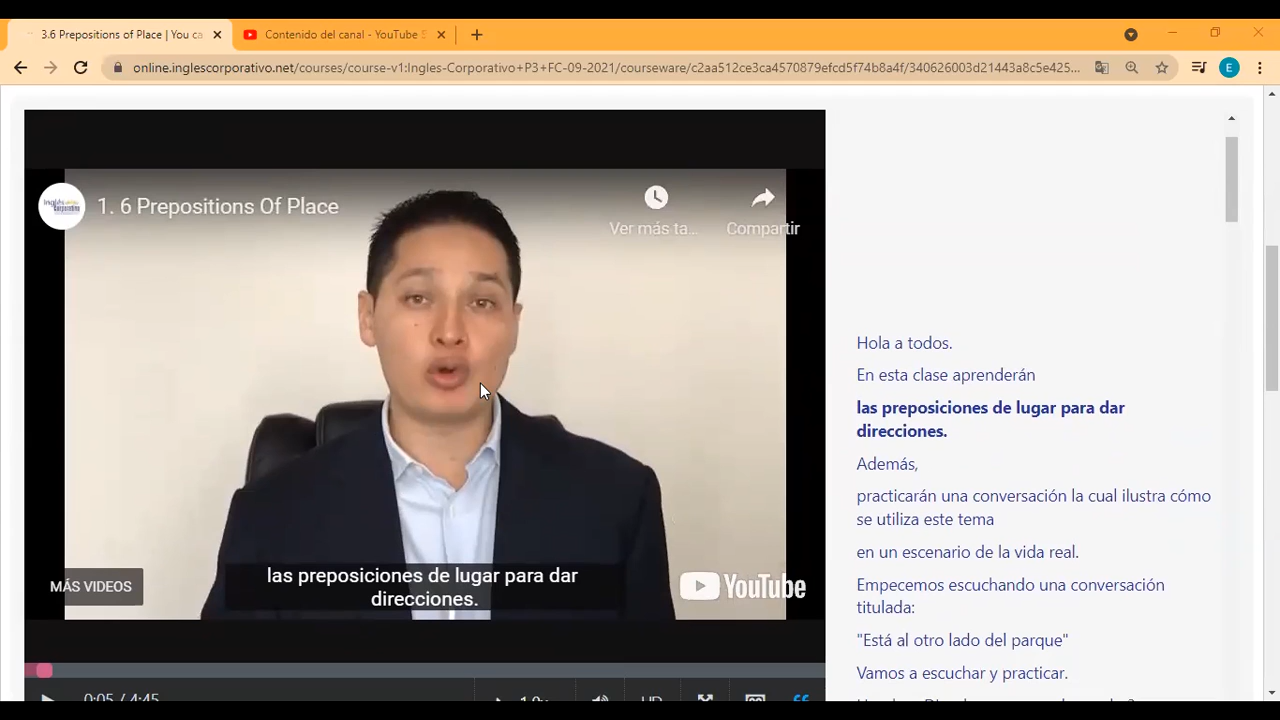 3.6 Prepositions of Place | You ca
Contenido del canal - YouTube S
online.inglescorporativo.net/courses/course-v1:Ingles-Corporativo+P3+FC-09-2021/courseware/c2aa512ce3ca4570879efcd5f74b8a4f/340626003d21443a8c5e425...
E
Inglés
Corporativo
1. 6 Prepositions Of Place
Ver más ta...
Compartir
las preposiciones de lugar para dar
direcciones.
MÁS VIDEOS
YouTube
0:05 / 4:45
1.0x
HD
Hola a todos.
En esta clase aprenderán
las preposiciones de lugar para dar
direcciones.
Además,
practicarán una conversación la cual ilustra cómo
se utiliza este tema
en un escenario de la vida real.
Empecemos escuchando una conversación
titulada:
"Está al otro lado del parque"
Vamos a escuchar y practicar.